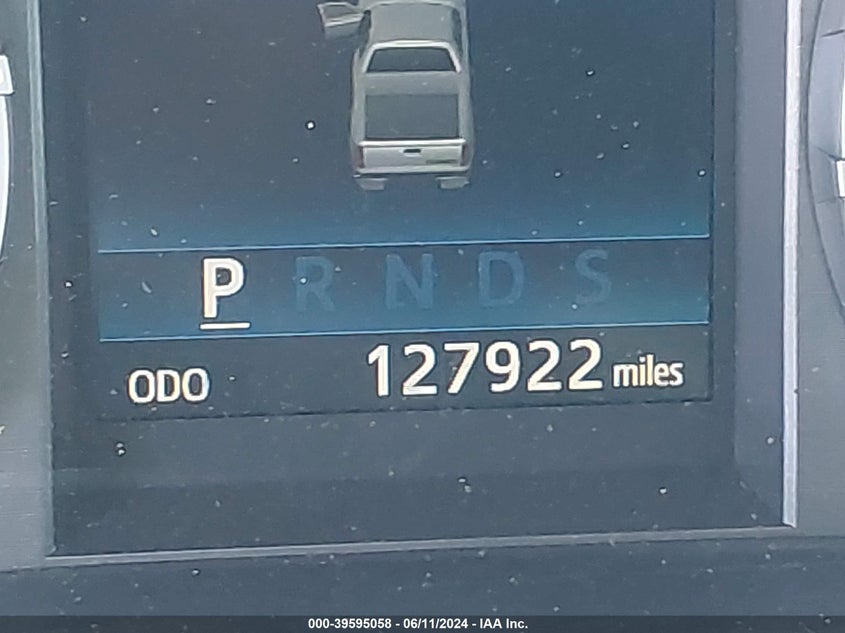 P R N D S
ODO 127922 miles
000-39595058 - 06/11/2024 - IAA Inc.